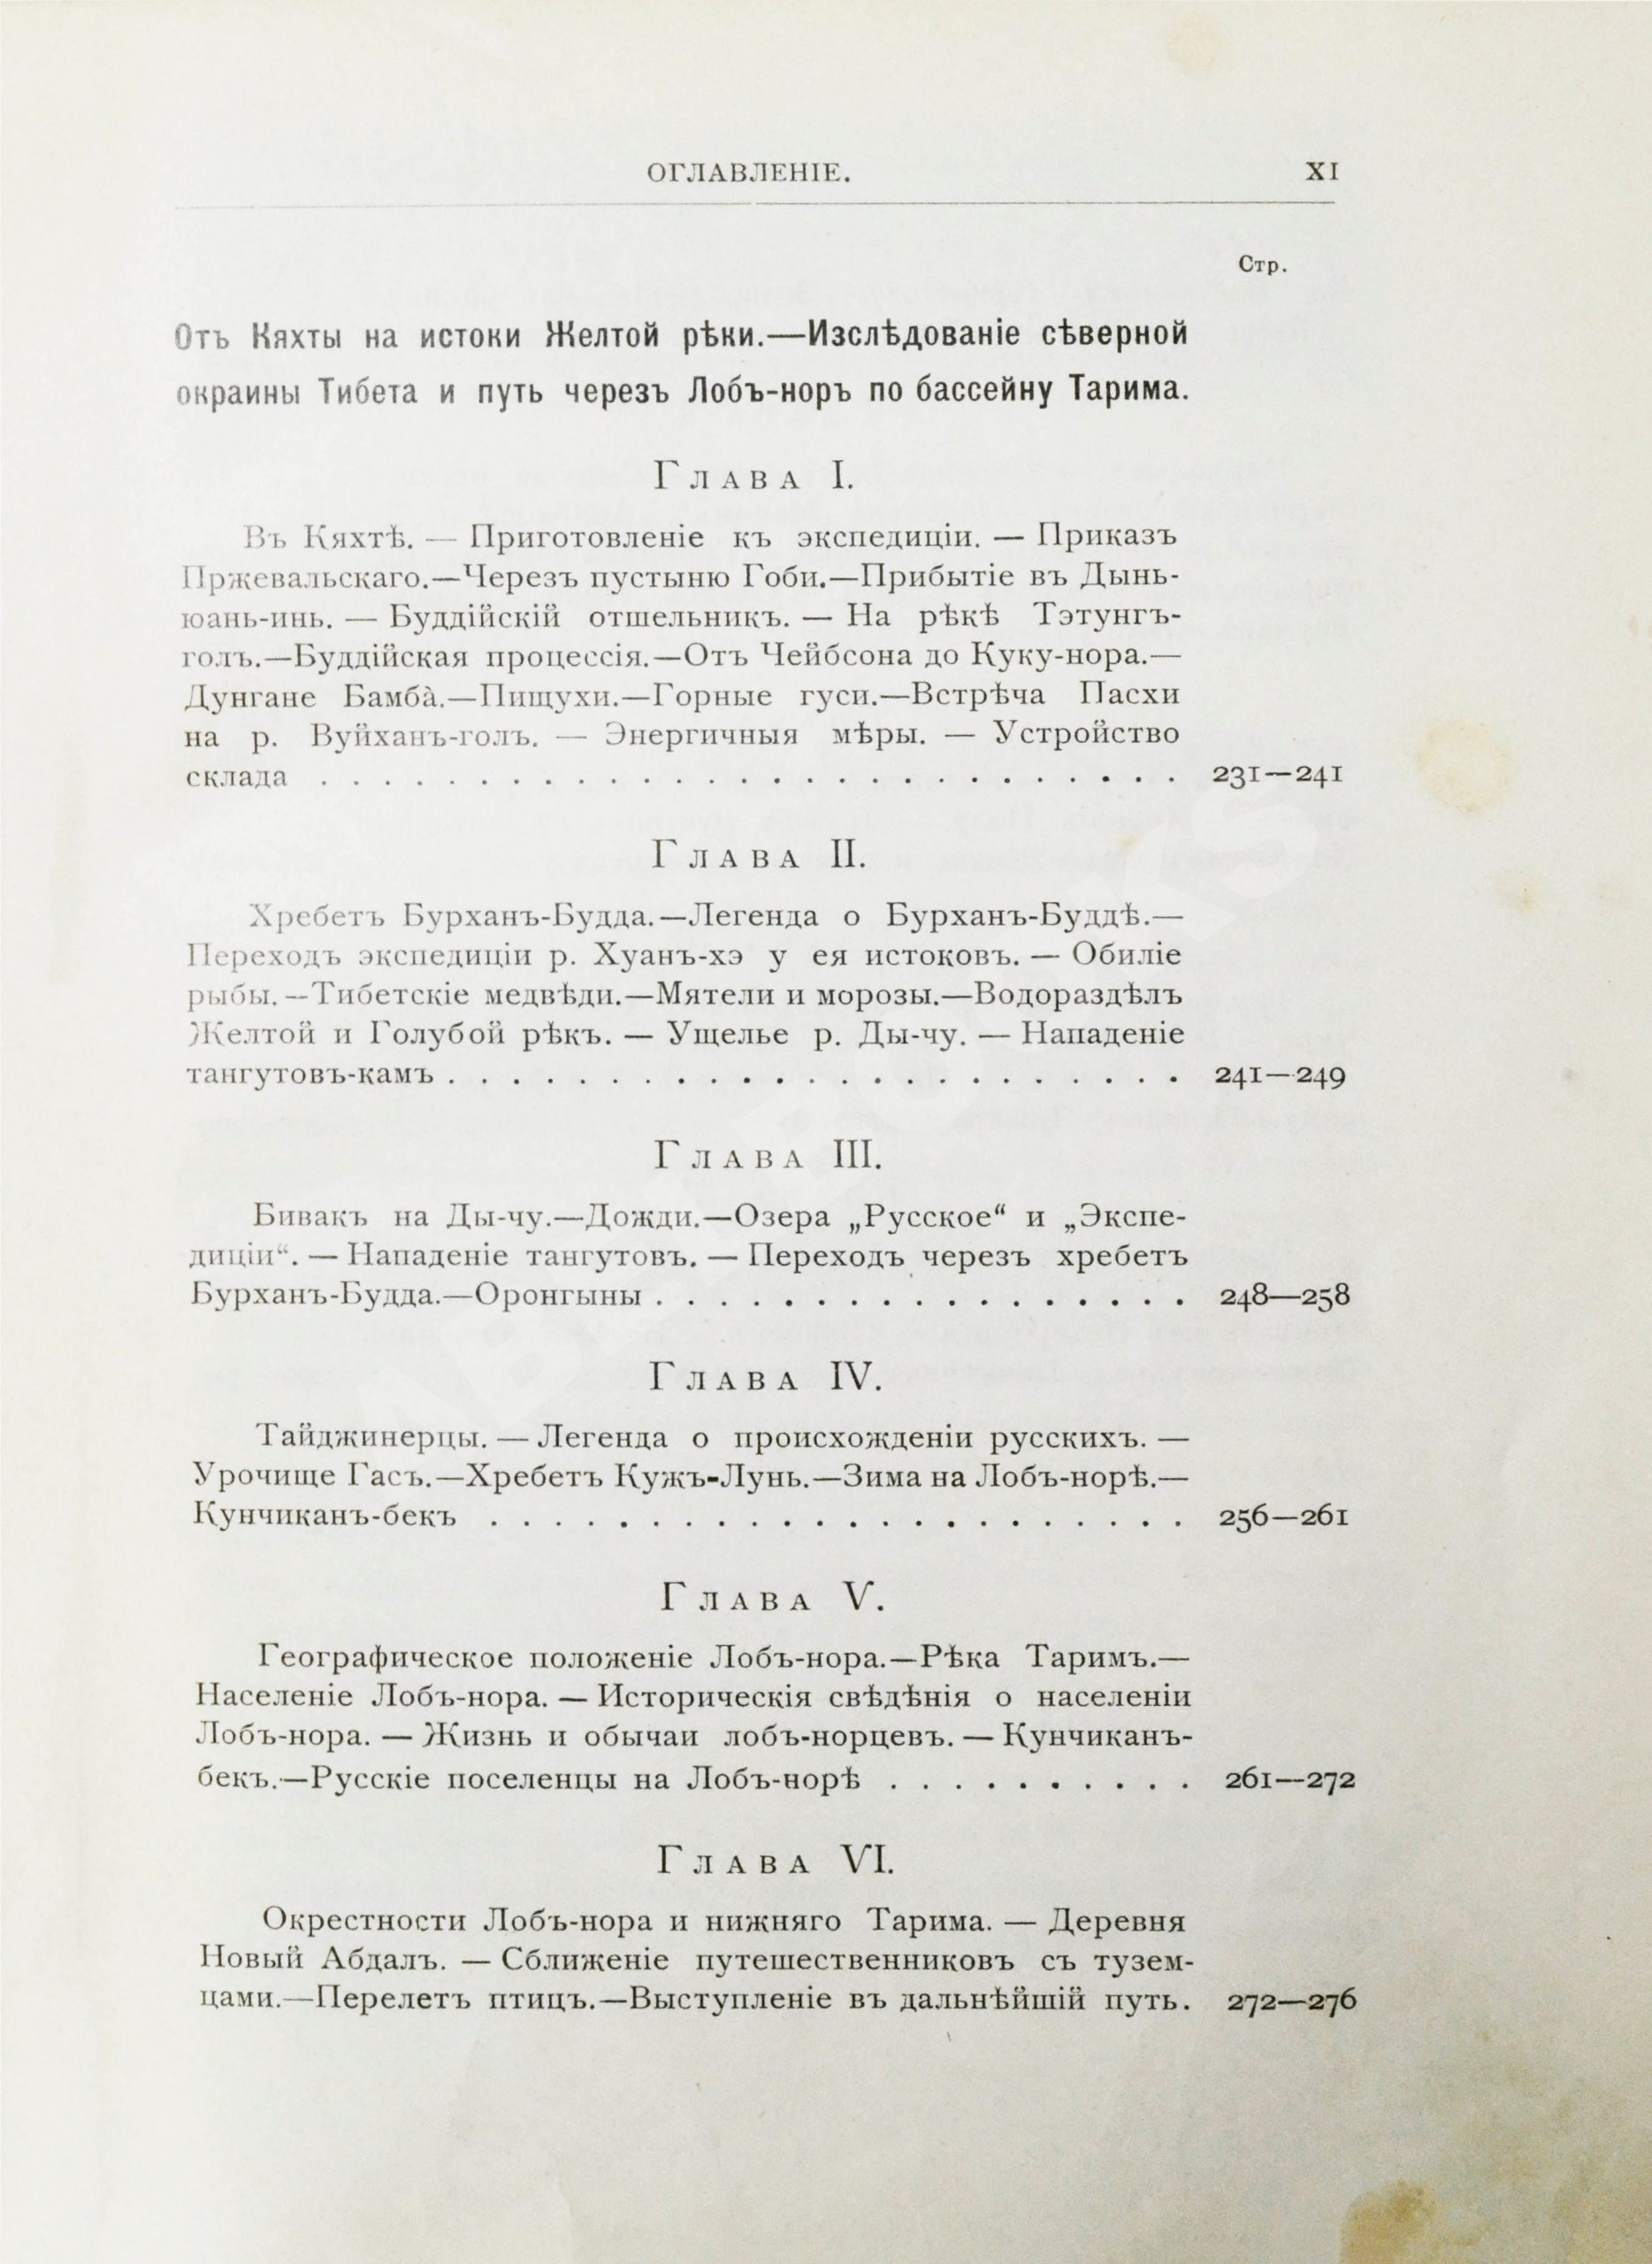 ОГЛАВЛЕНІЕ. XI
Стр.
Отъ Кяхты на истоки Желтой рѣки.—Изслѣдованіе сѣверной
окраины Тибета и путь черезъ Лобъ-норъ по бассейну Тарима.
Глава I.
Въ Кяхтѣ. — Приготовленіе къ экспедиціи. — Приказъ
Пржевальскаго.—Черезъ пустыню Гоби.—Прибытіе въ Дынь-
юань-инь. — Буддійскій отшельникъ. — На рѣкѣ Тэтунгъ-
голъ.—Буддійская процессія.—Отъ Чейбсона до Куку-нора.—
Дунгане Бамбà.—Пищухи.—Горные гуси.—Встрѣча Пасхи
на р. Вуйханъ-голъ. — Энергичныя мѣры. — Устройство
склада . . . . . . . . . . . . . . . . . . . . . . . . . . . 231—241
Глава II.
Хребетъ Бурханъ-Будда.—Легенда о Бурханъ-Буддѣ.—
Переходъ экспедиціи р. Хуанъ-хэ у ея истоковъ. — Обиліе
рыбы.—Тибетскіе медвѣди.—Мятели и морозы.—Водораздѣлъ
Желтой и Голубой рѣкъ. — Ущелье р. Ды-чу. — Нападеніе
тангутовъ-камъ . . . . . . . . . . . . . . . . . . . . . . . 241—249
Глава III.
Бивакъ на Ды-чу.—Дожди.—Озера „Русское“ и „Экспе-
диціи“. — Нападеніе тангутовъ. — Переходъ черезъ хребетъ
Бурханъ-Будда.—Оронгыны . . . . . . . . . . . . . . . . . 248—258
Глава IV.
Тайджинерцы. — Легенда о происхожденіи русскихъ. —
Урочище Гасъ.—Хребетъ Кужъ-Лунь.—Зима на Лобъ-норѣ.—
Кунчиканъ-бекъ . . . . . . . . . . . . . . . . . . . . . . 256—261
Глава V.
Географическое положеніе Лобъ-нора.—Рѣка Таримъ.—
Населеніе Лобъ-нора. — Историческія свѣдѣнія о населеніи
Лобъ-нора. — Жизнь и обычаи лобъ-норцевъ. — Кунчиканъ-
бекъ.—Русскіе поселенцы на Лобъ-норѣ . . . . . . . . . . 261—272
Глава VI.
Окрестности Лобъ-нора и нижняго Тарима. — Деревня
Новый Абдалъ. — Сближеніе путешественниковъ съ тузем-
цами.—Перелетъ птицъ.—Выступленіе въ дальнѣйшій путь. 272—276